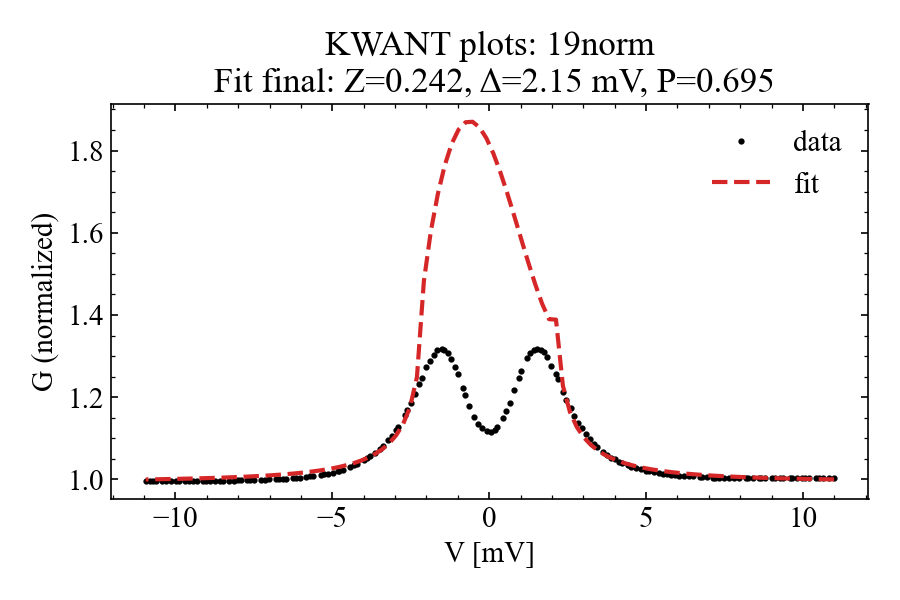 KWANT plots: 19norm
Fit final: Z=0.242, Δ=2.15 mV, P=0.695
data
fit
G (normalized)
1.8
1.6
1.4
1.2
1.0
−10
−5
0
5
10
V [mV]